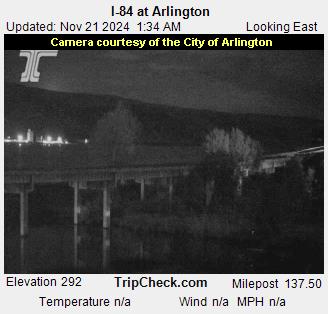 I-84 at Arlington
Updated: Nov 21 2024 1:34 AM Looking East
Camera courtesy of the City of Arlington
Elevation 292 TripCheck.com Milepost 137.50
Temperature n/a Wind n/a MPH n/a